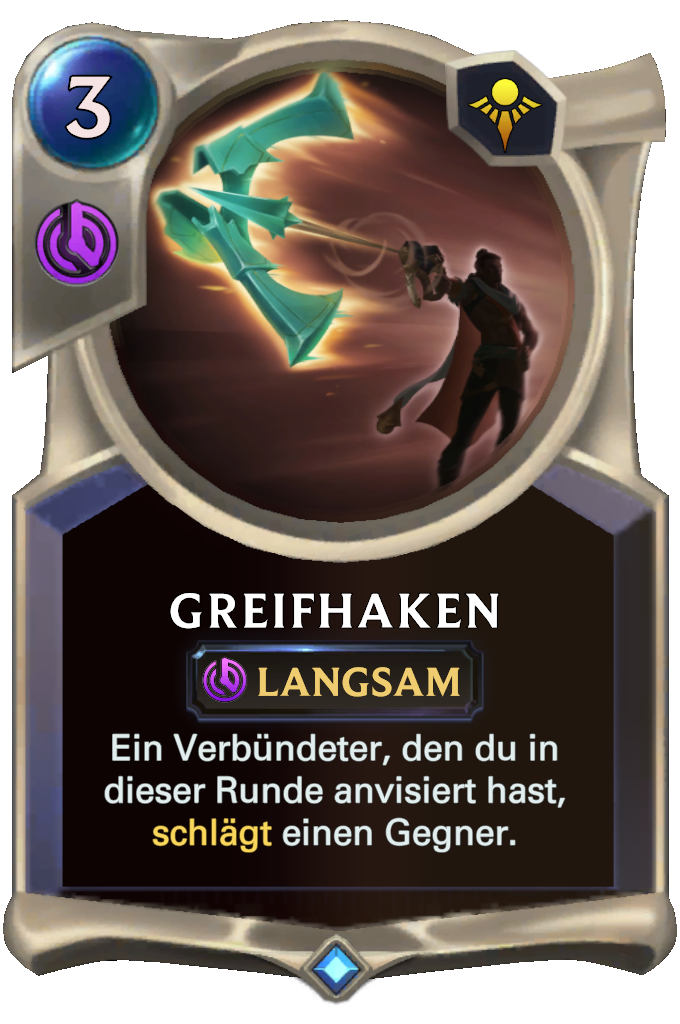 3
GREIFHAKEN
LANGSAM
Ein Verbündeter, den du in
dieser Runde anvisiert hast,
schlägt einen Gegner.